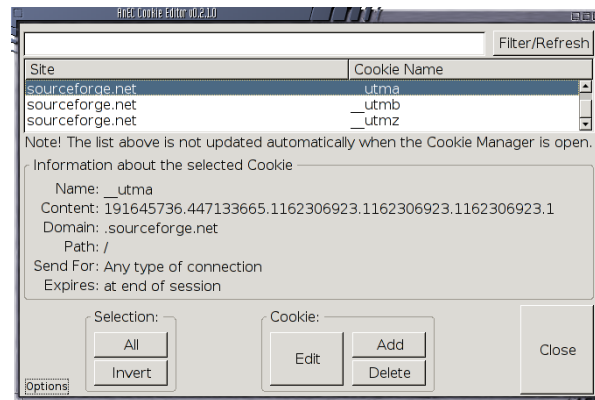 AnEC Cookie Editor v0.2.1.0
Filter/Refresh
Site Cookie Name
sourceforge.net __utma
sourceforge.net __utmb
sourceforge.net __utmz
Note! The list above is not updated automatically when the Cookie Manager is open.
Information about the selected Cookie
Name: __utma
Content: 191645736.447133665.1162306923.1162306923.1162306923.1
Domain: .sourceforge.net
Path: /
Send For: Any type of connection
Expires: at end of session
Selection: Cookie:
All Edit Add Close
Invert Delete
Options